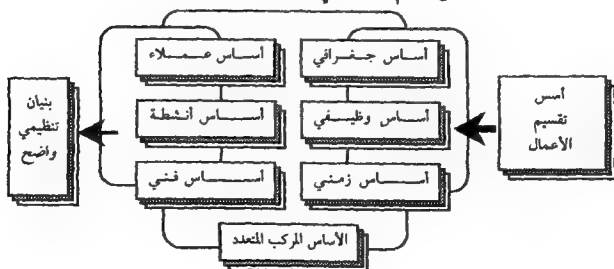 أسس
تقسيم
الأعمال
أساس جغرافي
أساس عملاء
أساس وظيفي
أساس أنشطة
أساس زمني
أساس فني
الأساس المركب المتعدد
بنيان
تنظيمي
واضح